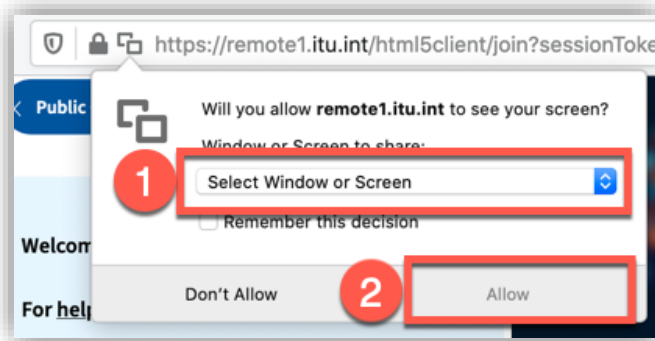 https://remote1.itu.int/html5client/join?sessionToke
Public
Will you allow remote1.itu.int to see your screen?
Window or Screen to share:
1
Select Window or Screen
Remember this decision
Welcom
Don't Allow
2
Allow
For help